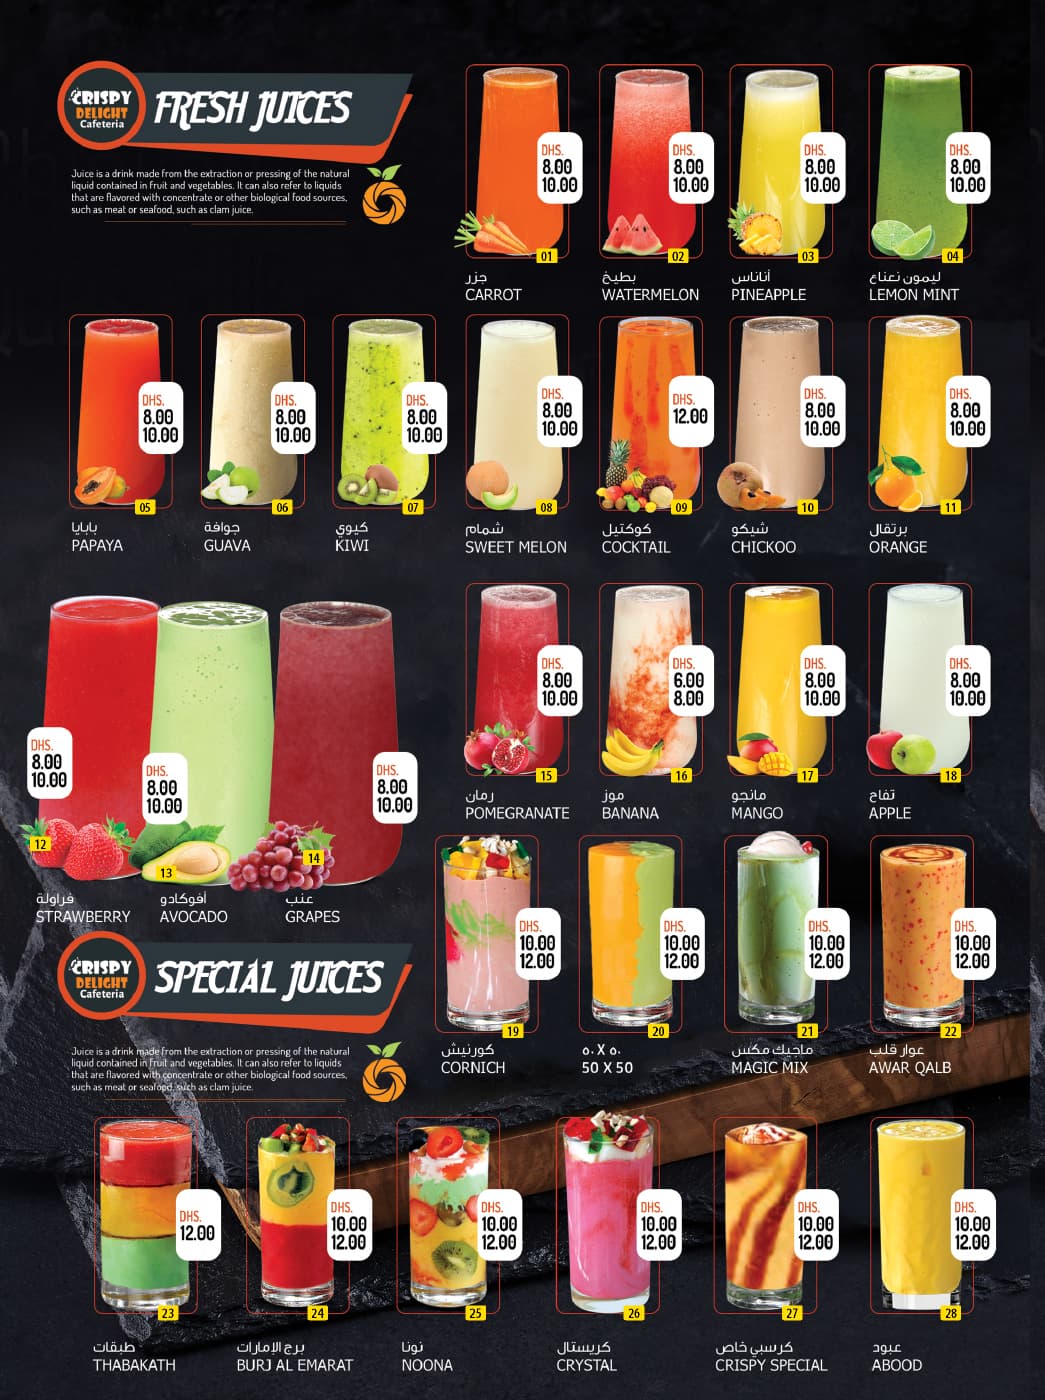 CRISPY
DELIGHT
Cafeteria
FRESH JUICES
Juice is a drink made from the extraction or pressing of the natural
liquid contained in fruit and vegetables. It can also refer to liquids
that are flavored with concentrate or other biological food sources,
such as meat or seafood, such as clam juice.
DHS.
8.00
10.00
01
جزر
CARROT
DHS.
8.00
10.00
02
بطيخ
WATERMELON
DHS.
8.00
10.00
03
أناناس
PINEAPPLE
DHS.
8.00
10.00
04
ليمون نعناع
LEMON MINT
DHS.
8.00
10.00
05
بابايا
PAPAYA
DHS.
8.00
10.00
06
جوافة
GUAVA
DHS.
8.00
10.00
07
كيوي
KIWI
DHS.
8.00
10.00
08
شمام
SWEET MELON
DHS.
12.00
09
كوكتيل
COCKTAIL
DHS.
8.00
10.00
10
شيكو
CHICKOO
DHS.
8.00
10.00
11
برتقال
ORANGE
DHS.
8.00
10.00
12
فراولة
STRAWBERRY
DHS.
8.00
10.00
13
أفوكادو
AVOCADO
DHS.
8.00
10.00
14
عنب
GRAPES
DHS.
8.00
10.00
15
رمان
POMEGRANATE
DHS.
6.00
8.00
16
موز
BANANA
DHS.
8.00
10.00
17
مانجو
MANGO
DHS.
8.00
10.00
18
تفاح
APPLE
CRISPY
DELIGHT
Cafeteria
SPECIAL JUICES
Juice is a drink made from the extraction or pressing of the natural
liquid contained in fruit and vegetables. It can also refer to liquids
that are flavored with concentrate or other biological food sources,
such as meat or seafood, such as clam juice.
DHS.
10.00
12.00
19
كورنيش
CORNICH
DHS.
10.00
12.00
20
٥٠ X ٥٠
50 X 50
DHS.
10.00
12.00
21
ماجيك مكس
MAGIC MIX
DHS.
10.00
12.00
22
عوار قلب
AWAR QALB
DHS.
12.00
23
طبقات
THABAKATH
DHS.
10.00
12.00
24
برج الإمارات
BURJ AL EMARAT
DHS.
10.00
12.00
25
نونا
NOONA
DHS.
10.00
12.00
26
كريستال
CRYSTAL
DHS.
10.00
12.00
27
كرسبي خاص
CRISPY SPECIAL
DHS.
10.00
12.00
28
عبود
ABOOD